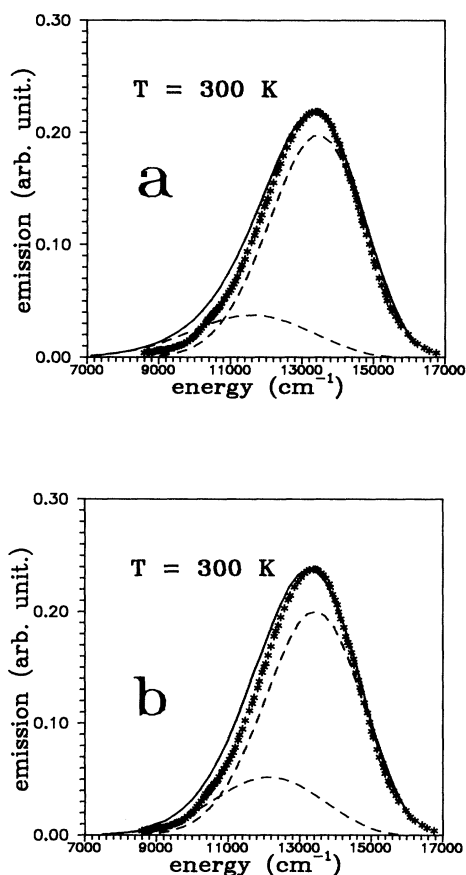 0.30
T = 300 K
0.20
a
0.10
0.00
7000 9000 11000 13000 15000 17000
energy (cm⁻¹)
emission (arb. unit.)
0.30
T = 300 K
0.20
b
0.10
0.00
7000 9000 11000 13000 15000 17000
energy (cm⁻¹)
emission (arb. unit.)